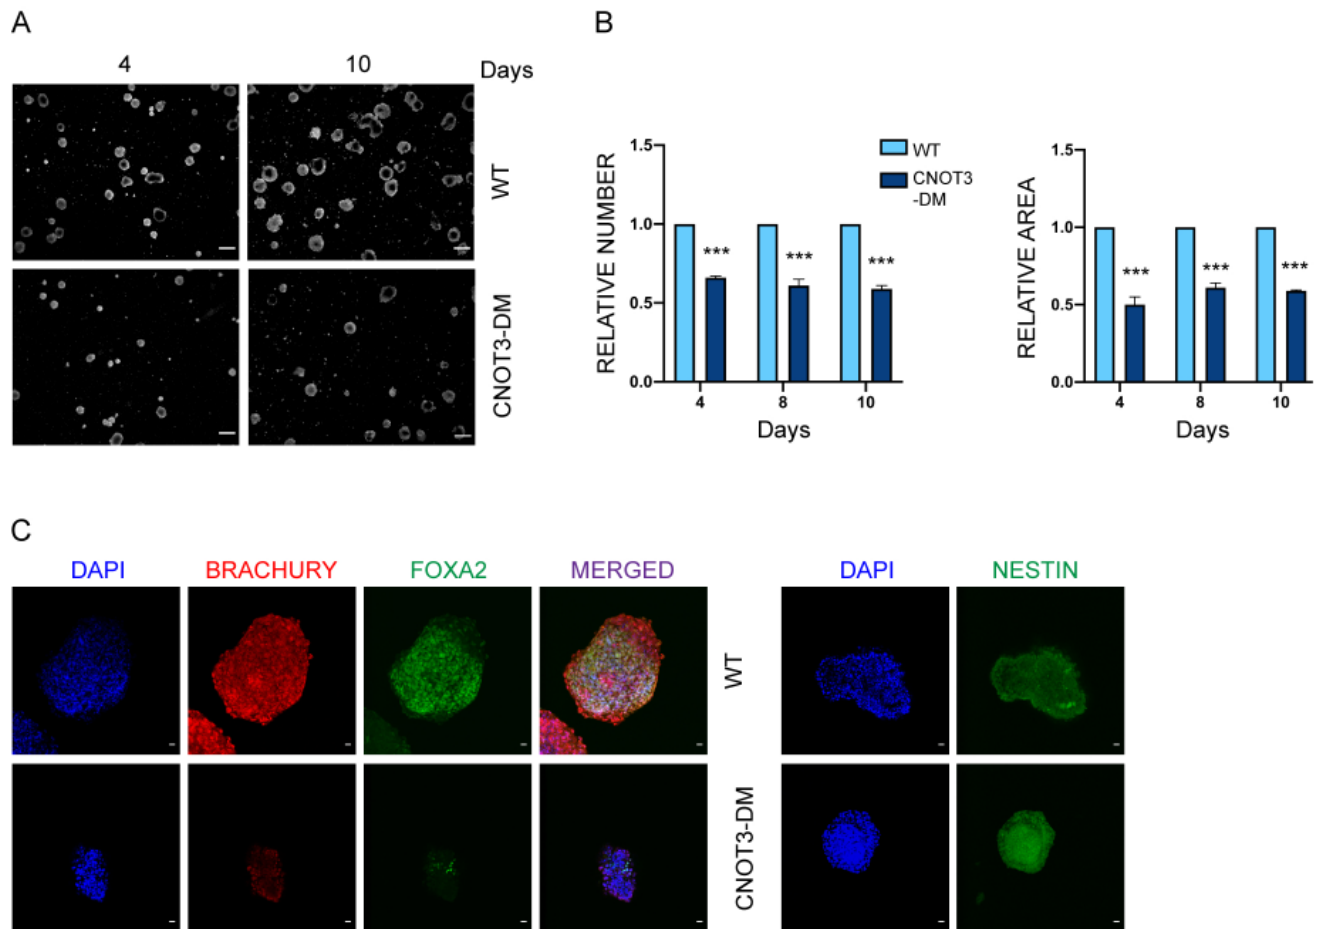 A
4
10
Days
WT
CNOT3-DM
B
RELATIVE NUMBER
1.5
1.0
0.5
0.0
***
***
***
4
8
10
Days
WT
CNOT3
-DM
RELATIVE AREA
1.5
1.0
0.5
0.0
***
***
***
4
8
10
Days
C
DAPI
BRACHURY
FOXA2
MERGED
DAPI
NESTIN
WT
CNOT3-DM